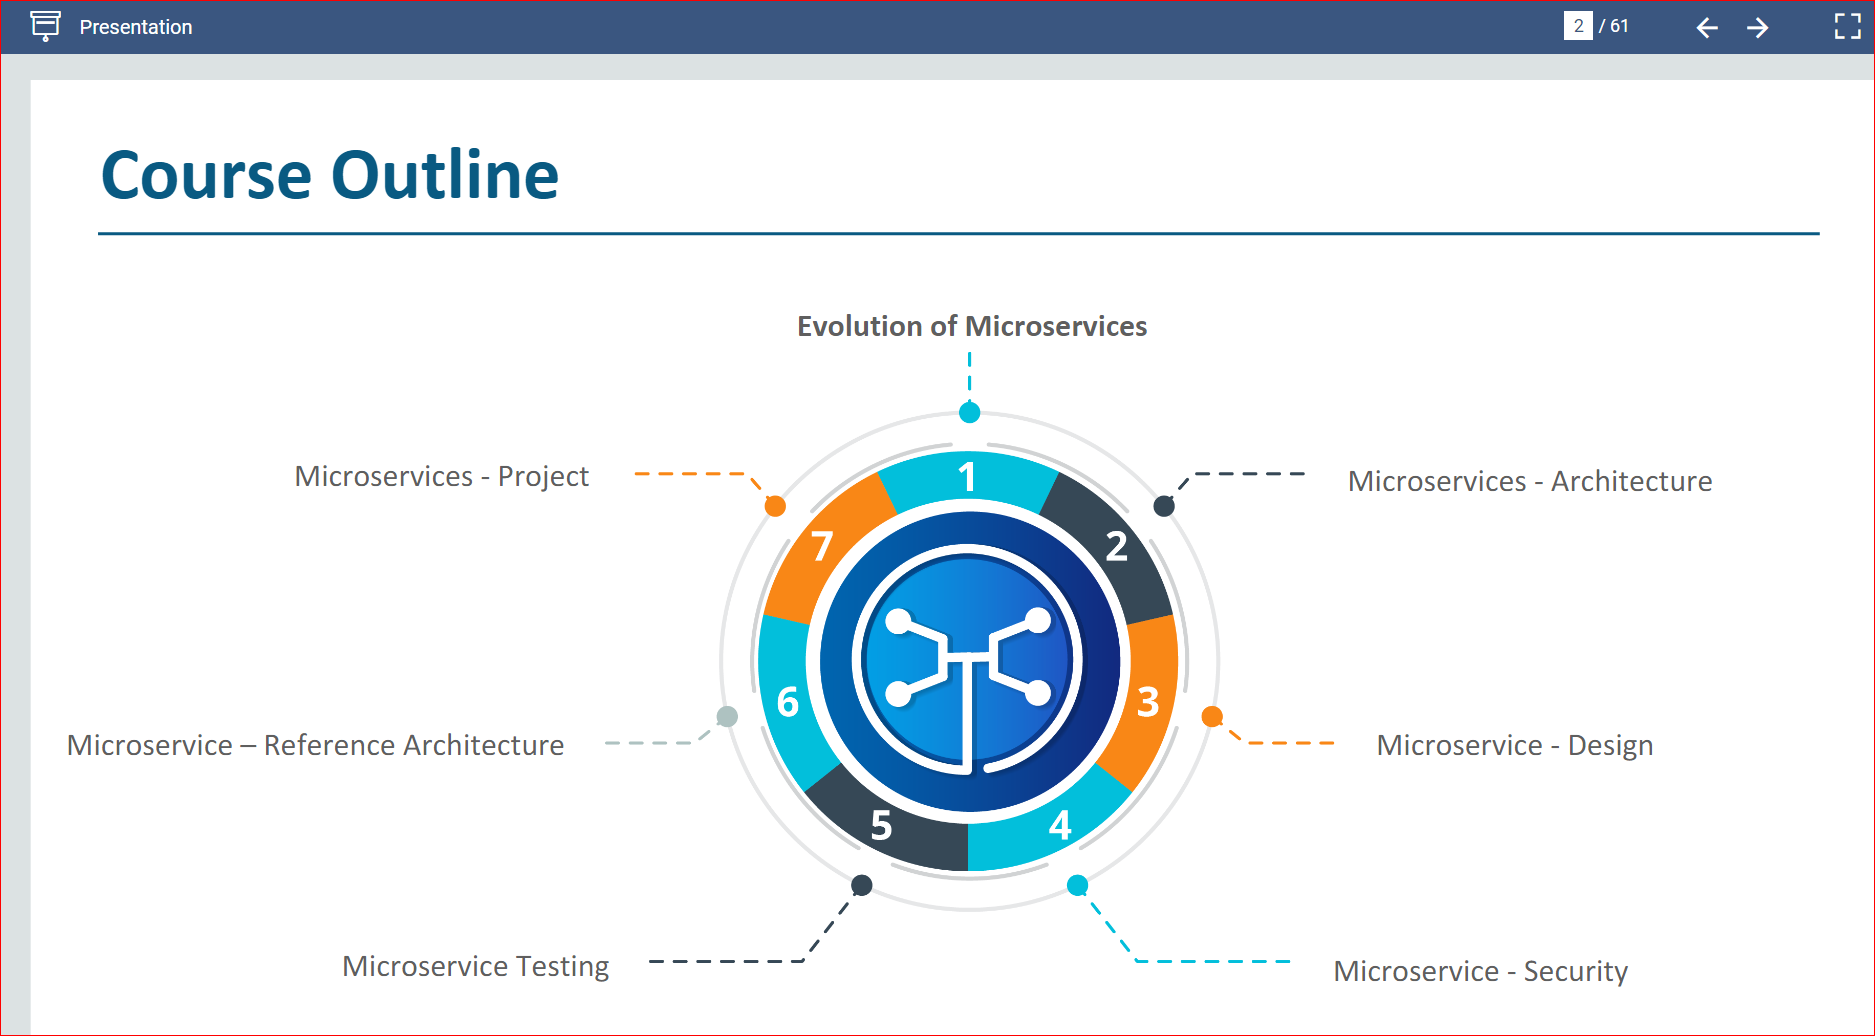 Presentation
2 / 61
Course Outline
Evolution of Microservices
Microservices - Project
Microservices - Architecture
1
7
2
6
3
Microservice – Reference Architecture
Microservice - Design
5
4
Microservice Testing
Microservice - Security